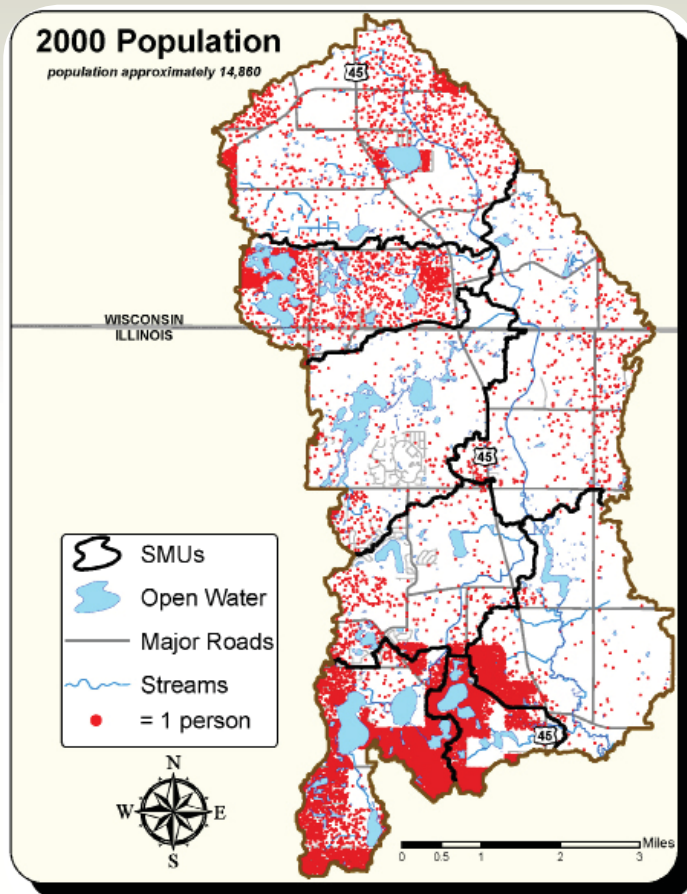 2000 Population
population approximately 14,860
45
WISCONSIN
ILLINOIS
45
SMUs
Open Water
Major Roads
Streams
= 1 person
45
N
W E
S
Miles
0 0.5 1 2 3